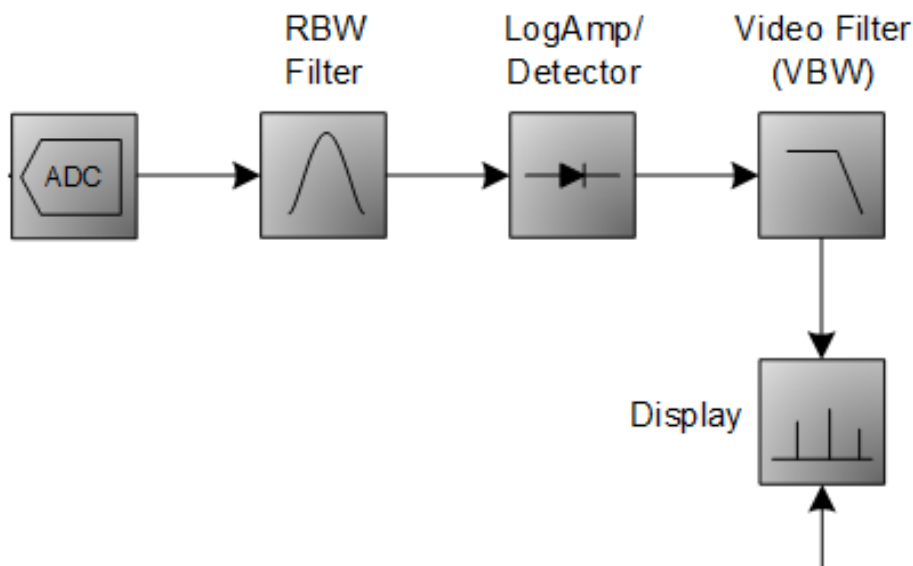 RBW
Filter
LogAmp/
Detector
Video Filter
(VBW)
ADC
Display